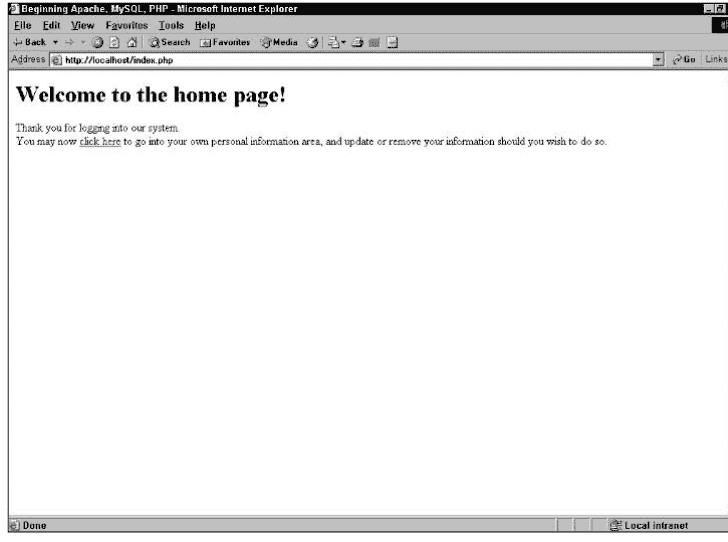 Beginning Apache, MySQL, PHP - Microsoft Internet Explorer
File Edit View Favorites Tools Help
Back Search Favorites Media
Address http://localhost/index.php Go Links
Welcome to the home page!
Thank you for logging into our system.
You may now click here to go into your own personal information area, and update or remove your information should you wish to do so.
Done Local intranet